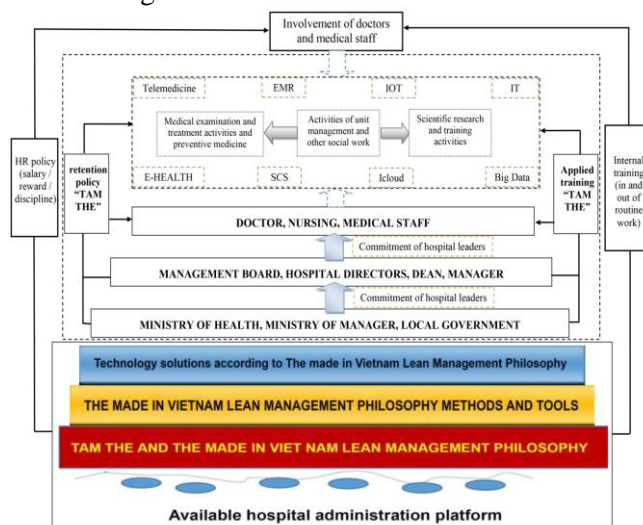 Involvement of doctors
and medical staff
Telemedicine
EMR
IOT
IT
Medical examination and
treatment activities and
preventive medicine
Activities of unit
management and
other social work
Scientific research
and training
activities
E-HEALTH
SCS
Icloud
Big Data
HR policy
(salary /
reward /
discipline)
retention
policy
“TAM
THE”
Applied
training
“TAM
THE”
Internal
training
(in and
out of
routine
work)
DOCTOR, NURSING, MEDICAL STAFF
Commitment of hospital leaders
MANAGEMENT BOARD, HOSPITAL DIRECTORS, DEAN, MANAGER
Commitment of hospital leaders
MINISTRY OF HEALTH, MINISTRY OF MANAGER, LOCAL GOVERNMENT
Technology solutions according to The made in Vietnam Lean Management Philosophy
THE MADE IN VIETNAM LEAN MANAGEMENT PHILOSOPHY METHODS AND TOOLS
TAM THE AND THE MADE IN VIET NAM LEAN MANAGEMENT PHILOSOPHY
Available hospital administration platform